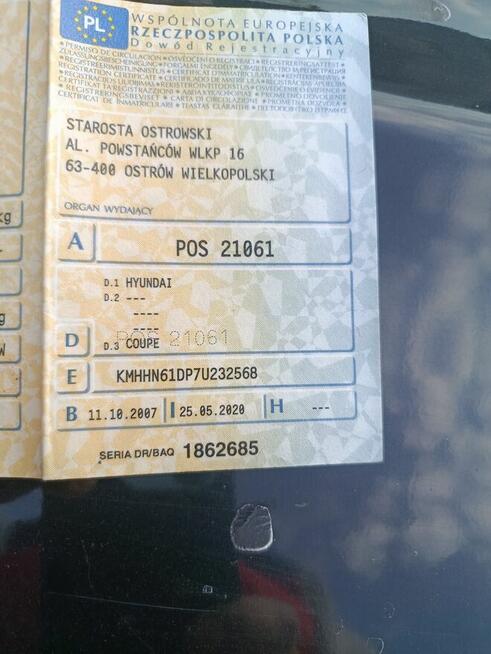 PL
WSPÓLNOTA EUROPEJSKA
RZECZPOSPOLITA POLSKA
Dowód Rejestracyjny
STAROSTA OSTROWSKI
AL. POWSTAŃCÓW WLKP 16
63-400 OSTRÓW WIELKOPOLSKI
ORGAN WYDAJĄCY
kg
A POS 21061
D.1 HYUNDAI
D.2 ---
----
----
POS 21061
D D.3 COUPE
E KMHHN61DP7U232568
B 11.10.2007 I 25.05.2020 H ---
SERIA DR/BAQ 1862685